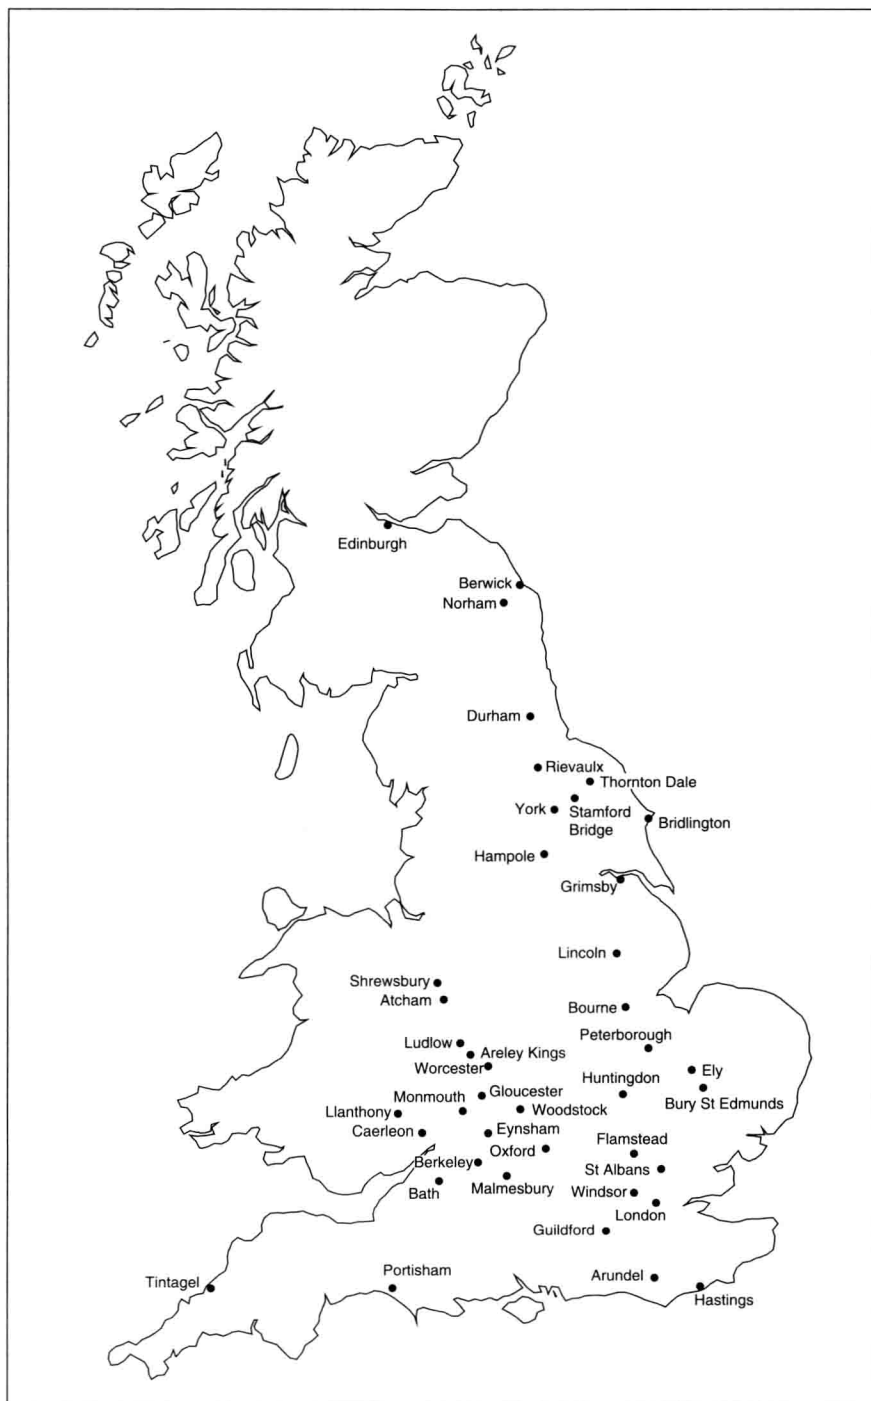 Edinburgh
Berwick
Norham
Durham
Rievaulx
Thornton Dale
York
Stamford
Bridge
Bridlington
Hampole
Grimsby
Lincoln
Shrewsbury
Atcham
Bourne
Peterborough
Ludlow
Areley Kings
Worcester
Ely
Huntingdon
Bury St Edmunds
Monmouth
Gloucester
Llanthony
Woodstock
Caerleon
Eynsham
Flamstead
Oxford
Berkeley
St Albans
Bath
Malmesbury
Windsor
London
Guildford
Tintagel
Portisham
Arundel
Hastings